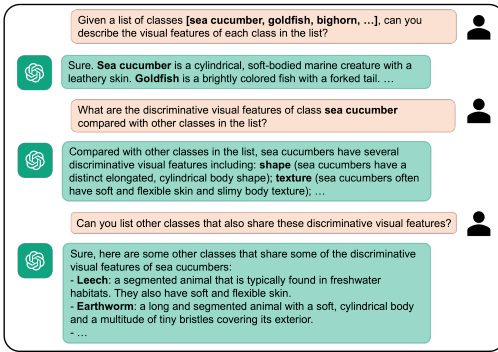 Given a list of classes [sea cucumber, goldfish, bighorn, …], can you
describe the visual features of each class in the list?
Sure. Sea cucumber is a cylindrical, soft-bodied marine creature with a
leathery skin. Goldfish is a brightly colored fish with a forked tail. …
What are the discriminative visual features of class sea cucumber
compared with other classes in the list?
Compared with other classes in the list, sea cucumbers have several
discriminative visual features including: shape (sea cucumbers have a
distinct elongated, cylindrical body shape); texture (sea cucumbers often
have soft and flexible skin and slimy body texture); …
Can you list other classes that also share these discriminative visual features?
Sure, here are some other classes that share some of the discriminative
visual features of sea cucumbers:
- Leech: a segmented animal that is typically found in freshwater
habitats. They also have soft and flexible skin.
- Earthworm: a long and segmented animal with a soft, cylindrical body
and a multitude of tiny bristles covering its exterior.
- …